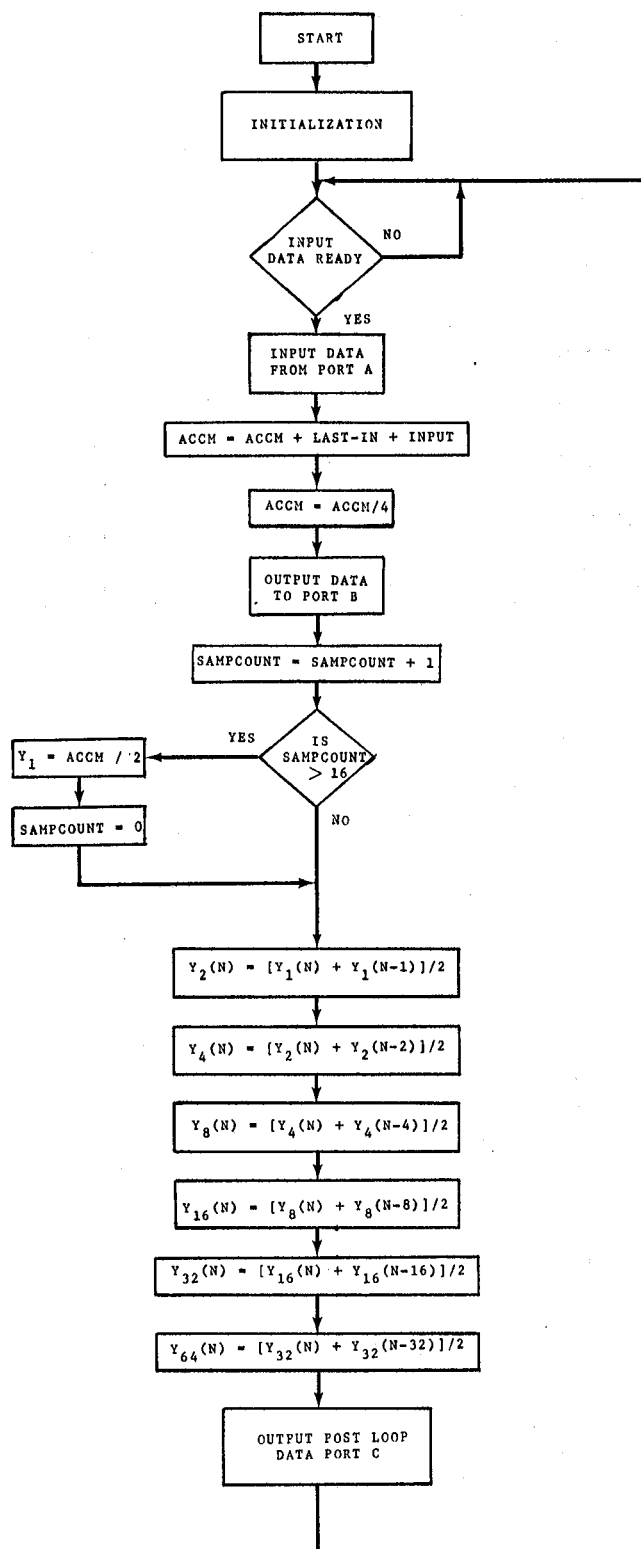 START
INITIALIZATION
INPUT
DATA READY
NO
YES
INPUT DATA
FROM PORT A
ACCM = ACCM + LAST-IN + INPUT
ACCM = ACCM/4
OUTPUT DATA
TO PORT B
SAMPCOUNT = SAMPCOUNT + 1
IS
SAMPCOUNT
> 16
YES
Y₁ = ACCM / 2
SAMPCOUNT = 0
NO
Y₂(N) = [Y₁(N) + Y₁(N-1)]/2
Y₄(N) = [Y₂(N) + Y₂(N-2)]/2
Y₈(N) = [Y₄(N) + Y₄(N-4)]/2
Y₁₆(N) = [Y₈(N) + Y₈(N-8)]/2
Y₃₂(N) = [Y₁₆(N) + Y₁₆(N-16)]/2
Y₆₄(N) = [Y₃₂(N) + Y₃₂(N-32)]/2
OUTPUT POST LOOP
DATA PORT C